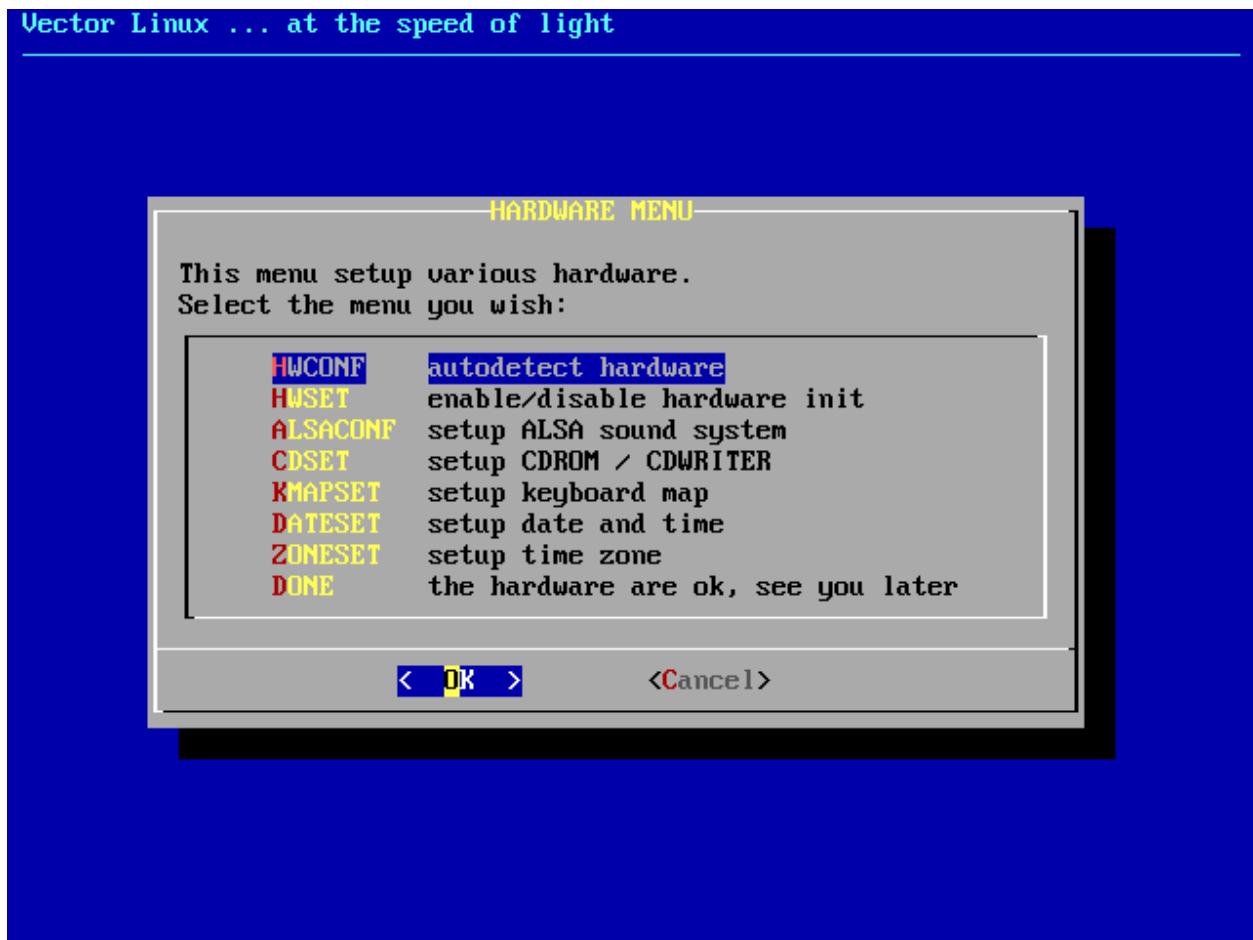 Vector Linux ... at the speed of light
HARDWARE MENU
This menu setup various hardware.
Select the menu you wish:
HWCONF autodetect hardware
HWSET enable/disable hardware init
ALSACONF setup ALSA sound system
CDSET setup CDROM / CDWRITER
KMAPSET setup keyboard map
DATESET setup date and time
ZONESET setup time zone
DONE the hardware are ok, see you later
< OK > <Cancel>